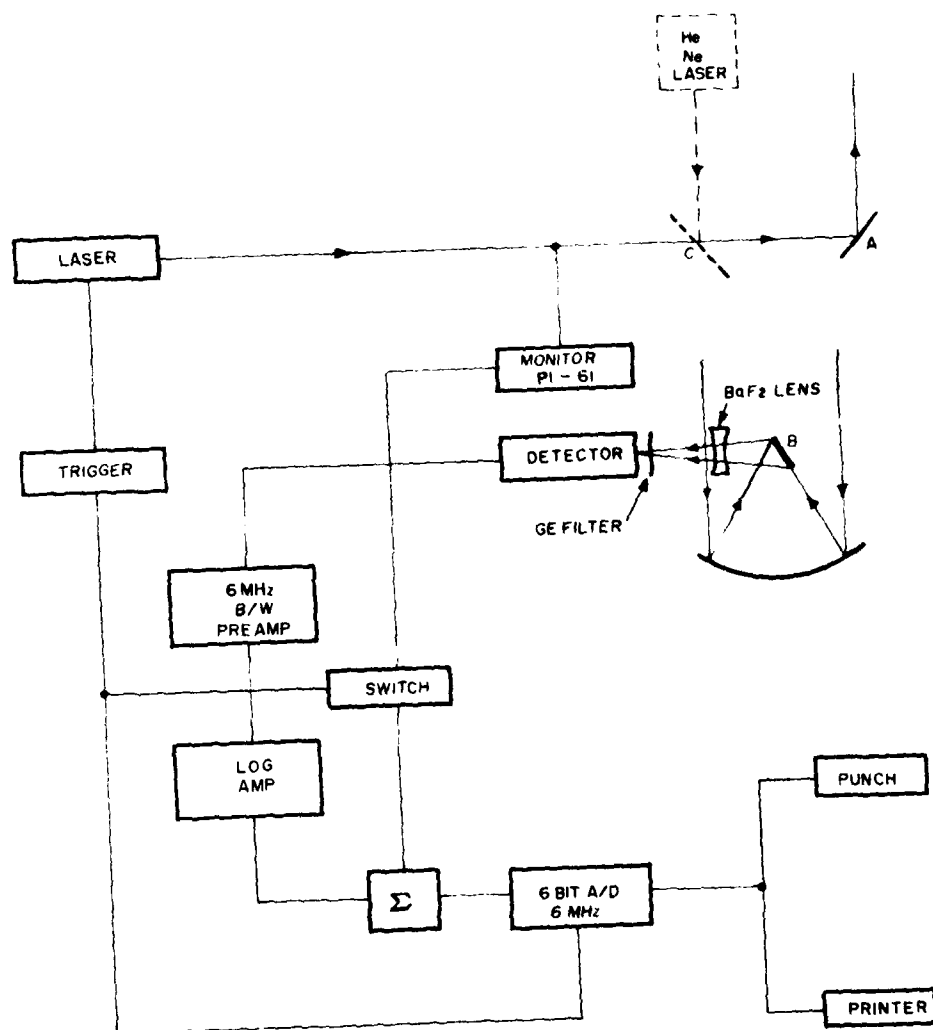 He
Ne
LASER
A
C
LASER
MONITOR
PI-61
BaF2 LENS
B
DETECTOR
TRIGGER
GE FILTER
6 MHz
B/W
PREAMP
SWITCH
LOG
AMP
PUNCH
Σ
6 BIT A/D
6 MHz
PRINTER